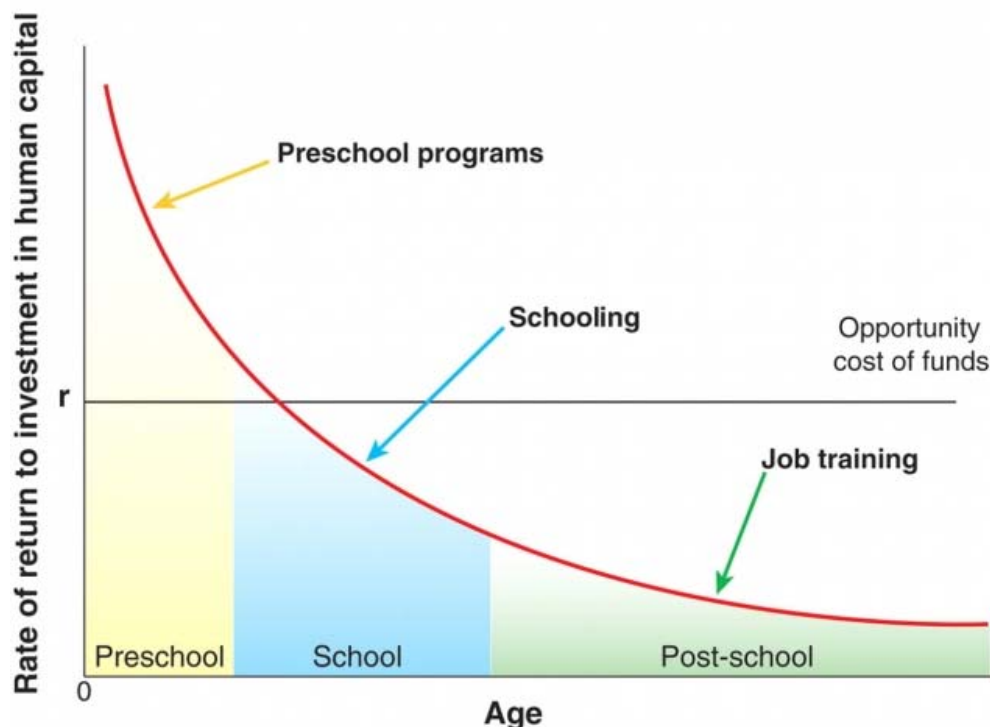 Rate of return to investment in human capital
Preschool programs
Schooling
Opportunity
cost of funds
r
Job training
Preschool
School
Post-school
0
Age